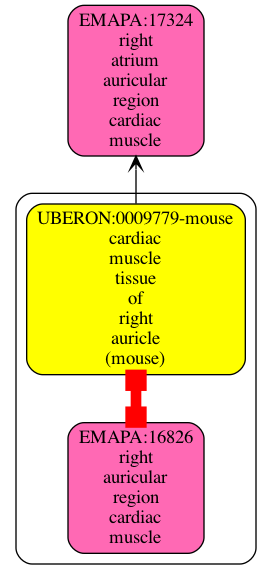 EMAPA:17324
right
atrium
auricular
region
cardiac
muscle
UBERON:0009779-mouse
cardiac
muscle
tissue
of
right
auricle
(mouse)
EMAPA:16826
right
auricular
region
cardiac
muscle